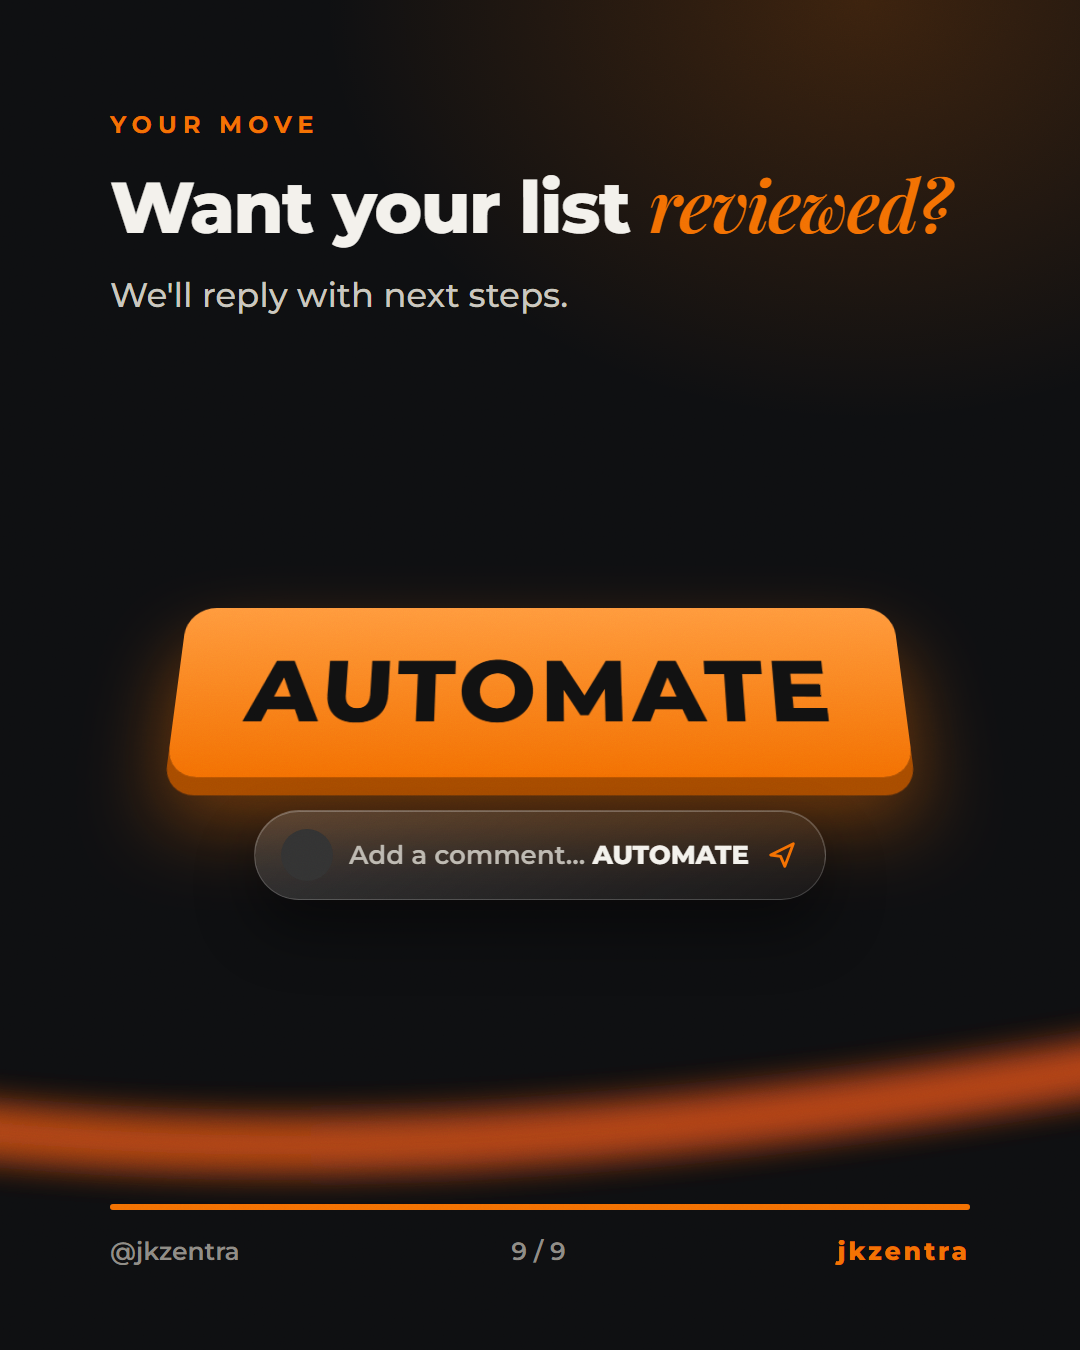 YOUR MOVE
Want your list reviewed?
We'll reply with next steps.
AUTOMATE
Add a comment... AUTOMATE
@jkzentra
9 / 9
jkzentra